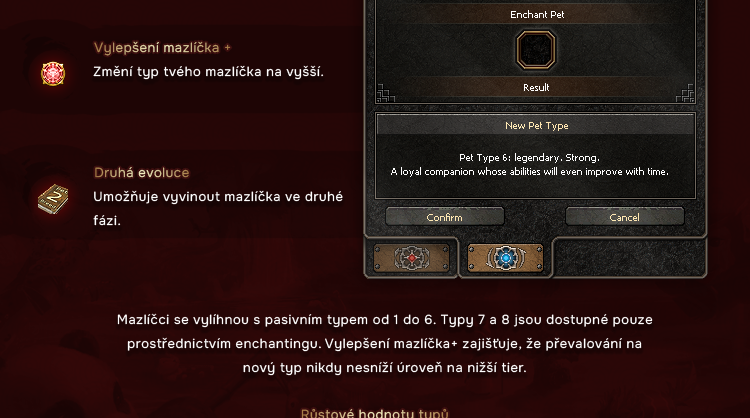 Vylepšení mazlíčka +
Změní typ tvého mazlíčka na vyšší.
Druhá evoluce
Umožňuje vyvinout mazlíčka ve druhé
fázi.
Enchant Pet
Result
New Pet Type
Pet Type 6: legendary, Strong.
A loyal companion whose abilities will even improve with time.
Confirm
Cancel
Mazlíčci se vylíhnou s pasivním typem od 1 do 6. Typy 7 a 8 jsou dostupné pouze
prostřednictvím enchantingu. Vylepšení mazlíčka+ zajišťuje, že převalování na
nový typ nikdy nesníží úroveň na nižší tier.
Růstové hodnoty typů